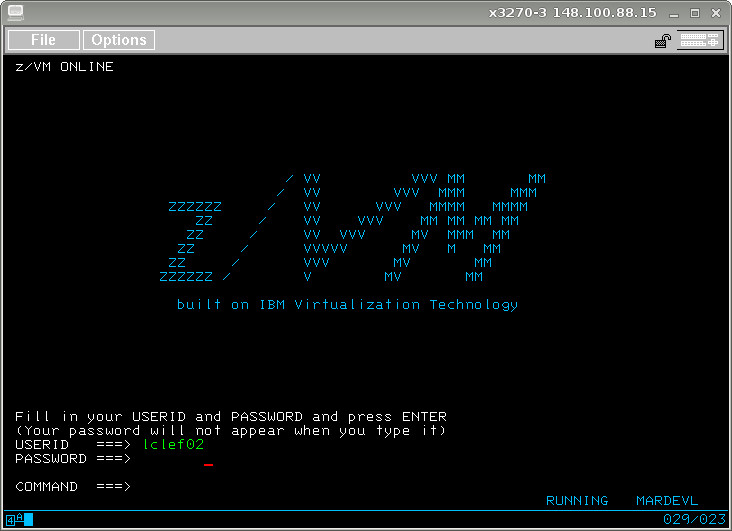 x3270-3 148.100.88.15
File Options
z/VM ONLINE
/ VV VVV MM MM
/ VV VVV MMM MMM
ZZZZZZ / VV VVV MMMM MMMM
ZZ / VV VVV MM MM MM MM
ZZ / VV VVV MV MMM MM
ZZ / VVVVV MV M MM
ZZ / VVV MV MM
ZZZZZZ / V MV MM
built on IBM Virtualization Technology
Fill in your USERID and PASSWORD and press ENTER
(Your password will not appear when you type it)
USERID ===> lclef02
PASSWORD ===>
COMMAND ===>
RUNNING MARDEVL
4A 029/023